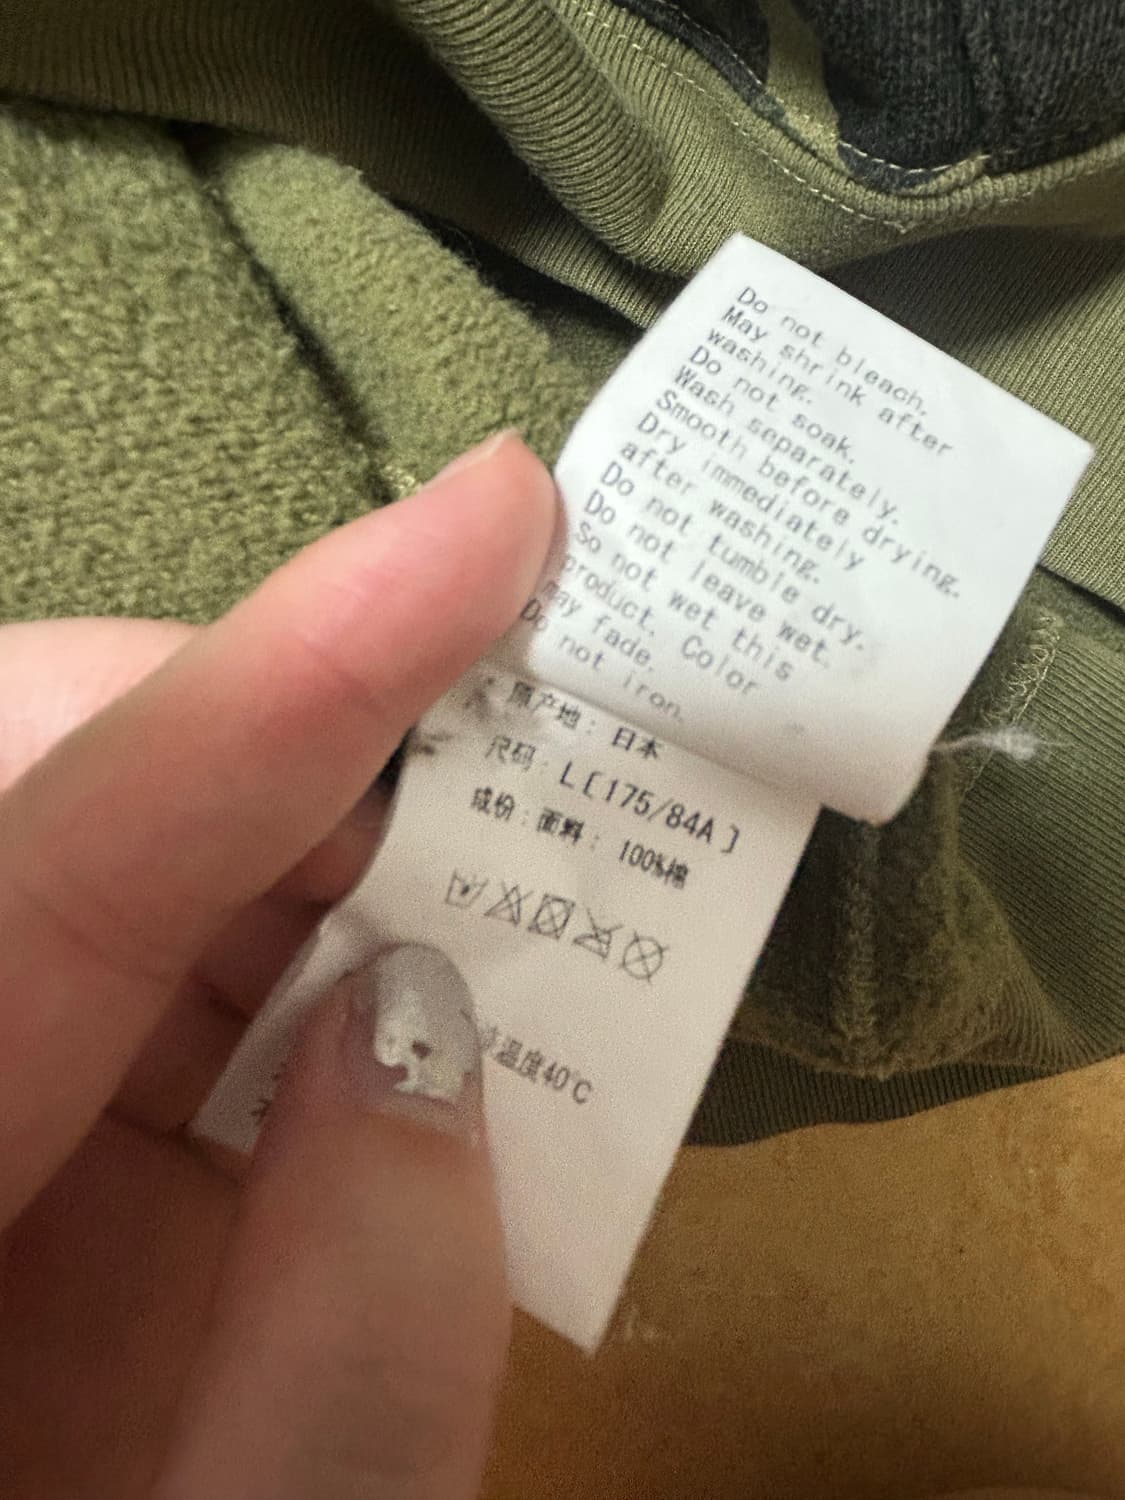 Do not bleach.
May shrink after
washing.
Do not soak.
Wash separately.
Smooth before drying.
Dry immediately
after washing.
Do not tumble dry.
Do not leave wet.
So not wet this
product. Color
may fade.
Do not iron.
原产地：日本
尺码：L[175/84A]
成份：面料：100%棉
温度40℃